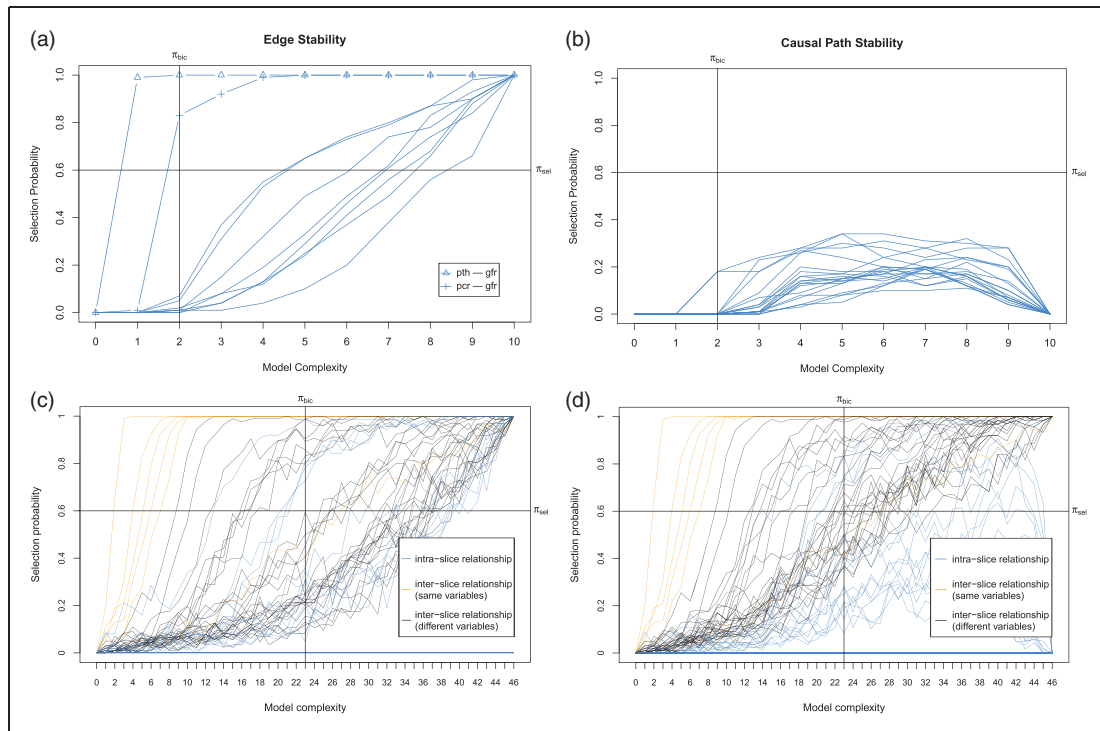 (a)
Edge Stability
πbic
Selection Probability
0.0 0.2 0.4 0.6 0.8 1.0
πsel
pth — gfr
pcr — gfr
0 1 2 3 4 5 6 7 8 9 10
Model Complexity
(b)
Causal Path Stability
πbic
Selection Probability
0.0 0.2 0.4 0.6 0.8 1.0
πsel
0 1 2 3 4 5 6 7 8 9 10
Model Complexity
(c)
πbic
Selection probability
0 0.2 0.4 0.6 0.8 1
πsel
intra−slice relationship
inter−slice relationship
(same variables)
inter−slice relationship
(different variables)
0 2 4 6 8 10 12 14 16 18 20 22 24 26 28 30 32 34 36 38 40 42 44 46
Model complexity
(d)
πbic
Selection probability
0 0.2 0.4 0.6 0.8 1
πsel
intra−slice relationship
inter−slice relationship
(same variables)
inter−slice relationship
(different variables)
0 2 4 6 8 10 12 14 16 18 20 22 24 26 28 30 32 34 36 38 40 42 44 46
Model complexity